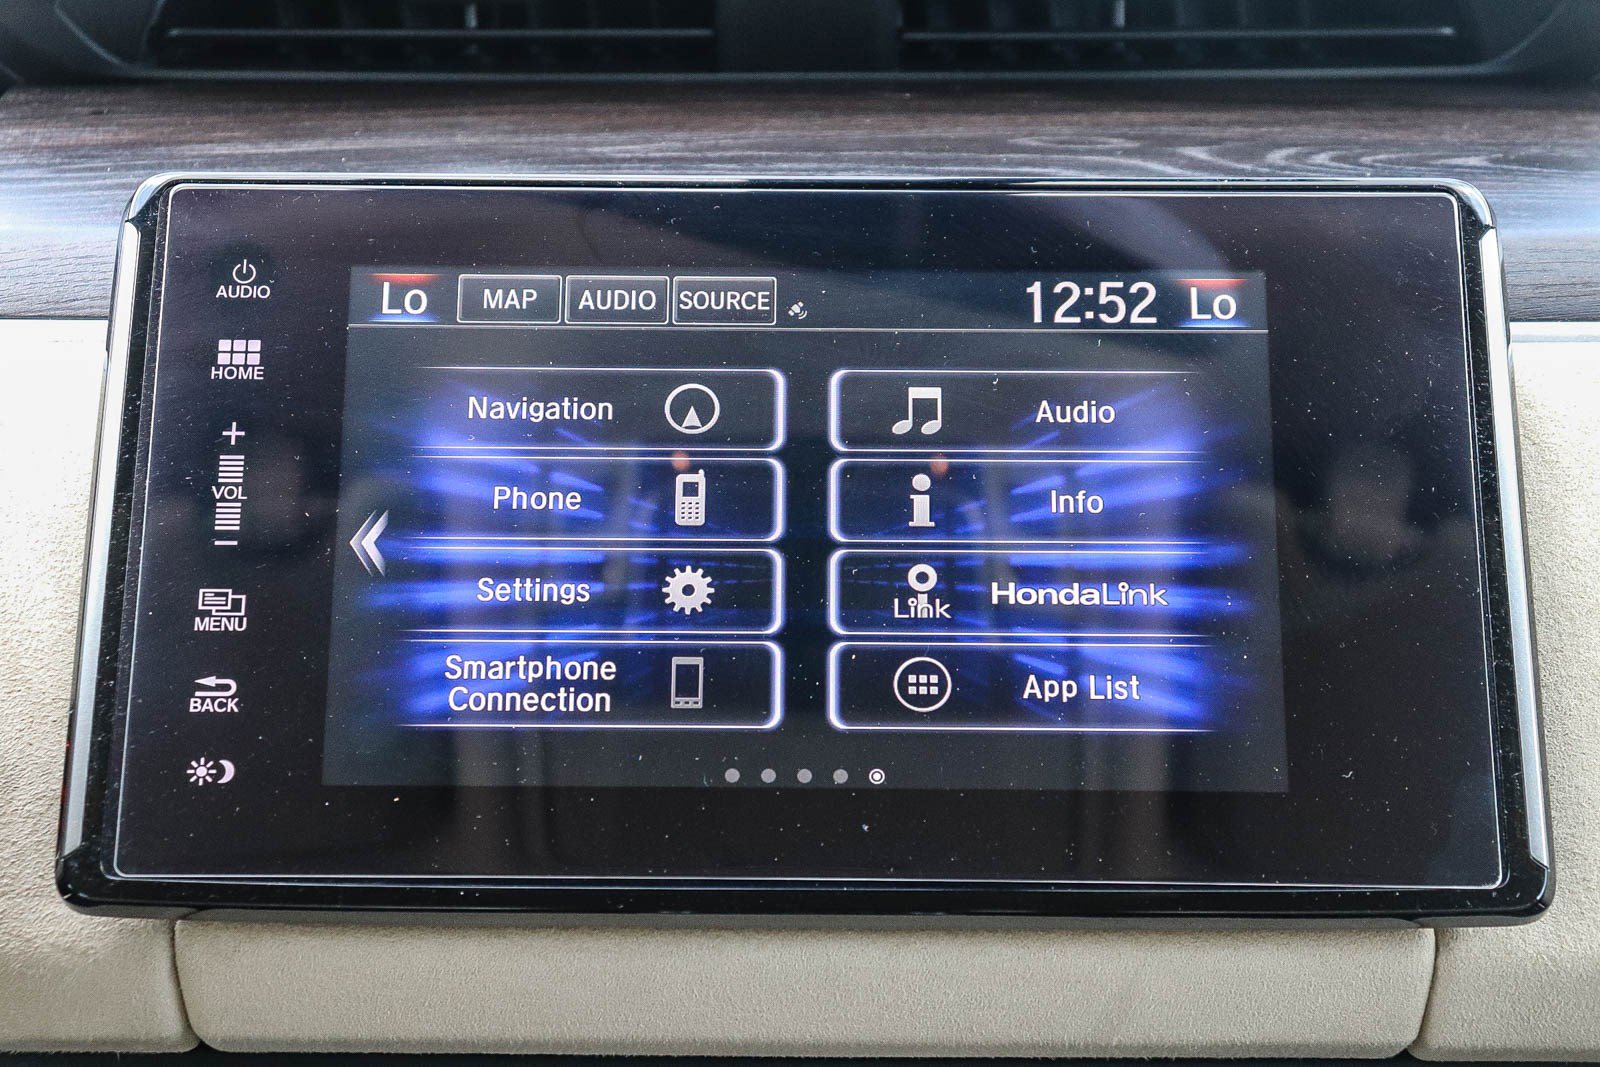 AUDIO
HOME
+
VOL
−
MENU
BACK
Lo MAP AUDIO SOURCE 12:52 Lo
Navigation
Audio
Phone
Info
Settings
Link HondaLink
Smartphone
Connection
App List